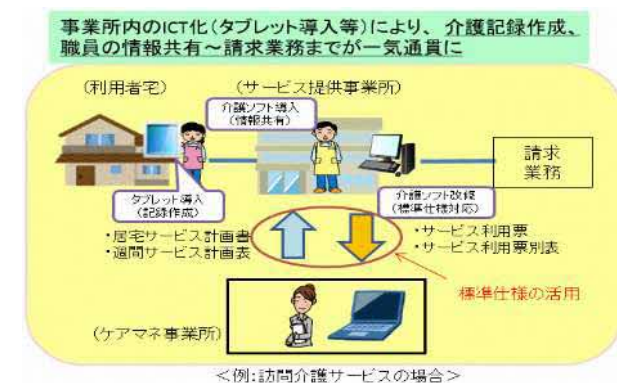 事業所内のICT化(タブレット導入等)により、介護記録作成、
職員の情報共有~請求業務までが一気通貫に
(利用者宅)
(サービス提供事業所)
介護ソフト導入
(情報共有)
請求
業務
タブレット導入
(記録作成)
介護ソフト改修
(標準仕様対応)
・居宅サービス計画書
・週間サービス計画表
・サービス利用票
・サービス利用票別表
標準仕様の活用
(ケアマネ事業所)
<例:訪問介護サービスの場合>